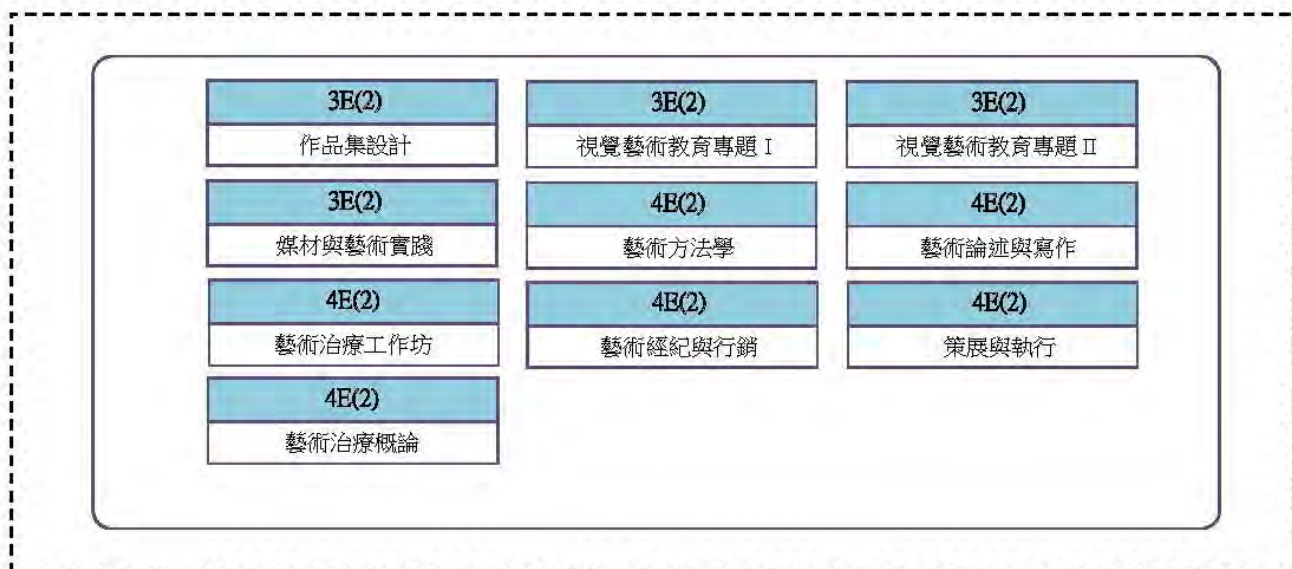 3E(2)
作品集設計
3E(2)
視覺藝術教育專題 I
3E(2)
視覺藝術教育專題 II
3E(2)
媒材與藝術實踐
4E(2)
藝術方法學
4E(2)
藝術論述與寫作
4E(2)
藝術治療工作坊
4E(2)
藝術經紀與行銷
4E(2)
策展與執行
4E(2)
藝術治療概論